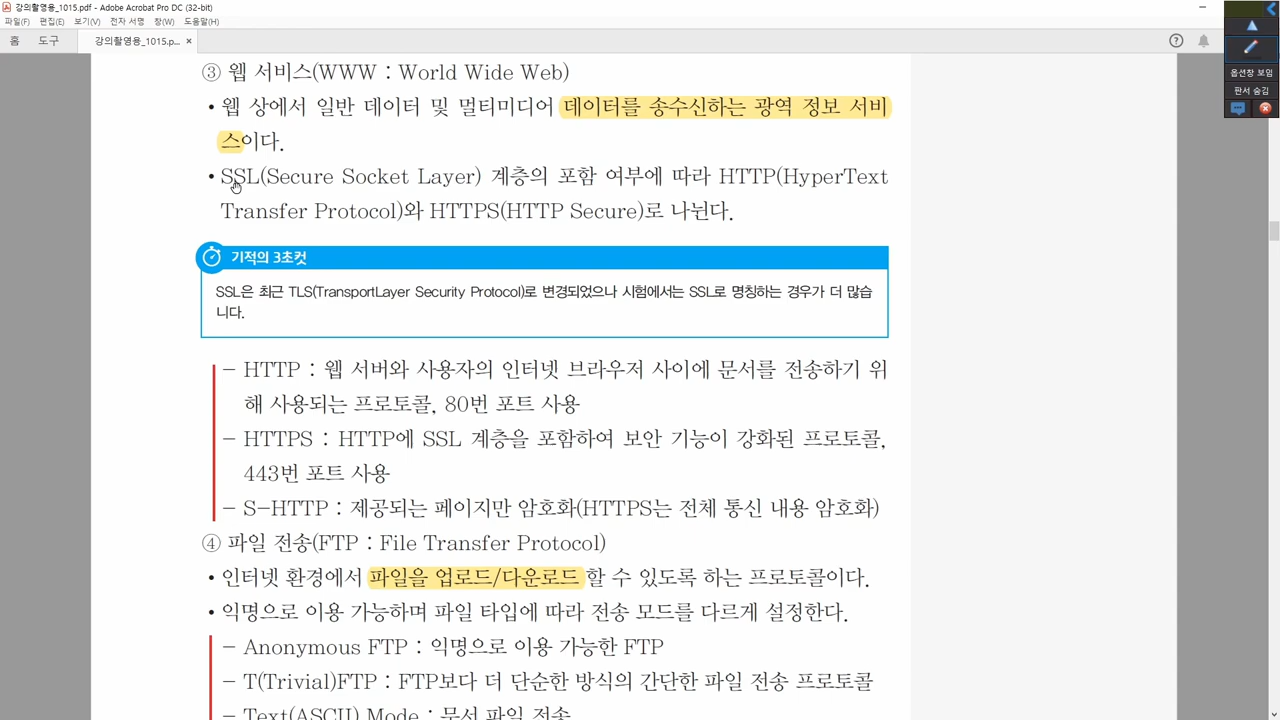 강의촬영용_1015.pdf - Adobe Acrobat Pro DC (32-bit)
파일(F) 편집(E) 보기(V) 전자 서명 창(W) 도움말(H)
홈 도구 강의촬영용_1015.p... ×
옵션창 보임
판서 숨김
③ 웹 서비스(WWW : World Wide Web)
• 웹 상에서 일반 데이터 및 멀티미디어 데이터를 송수신하는 광역 정보 서비
스이다.
• SSL(Secure Socket Layer) 계층의 포함 여부에 따라 HTTP(HyperText
Transfer Protocol)와 HTTPS(HTTP Secure)로 나뉜다.
기적의 3초컷
SSL은 최근 TLS(TransportLayer Security Protocol)로 변경되었으나 시험에서는 SSL로 명칭하는 경우가 더 많습
니다.
– HTTP : 웹 서버와 사용자의 인터넷 브라우저 사이에 문서를 전송하기 위
해 사용되는 프로토콜, 80번 포트 사용
– HTTPS : HTTP에 SSL 계층을 포함하여 보안 기능이 강화된 프로토콜,
443번 포트 사용
– S-HTTP : 제공되는 페이지만 암호화(HTTPS는 전체 통신 내용 암호화)
④ 파일 전송(FTP : File Transfer Protocol)
• 인터넷 환경에서 파일을 업로드/다운로드 할 수 있도록 하는 프로토콜이다.
• 익명으로 이용 가능하며 파일 타입에 따라 전송 모드를 다르게 설정한다.
– Anonymous FTP : 익명으로 이용 가능한 FTP
– T(Trivial)FTP : FTP보다 더 단순한 방식의 간단한 파일 전송 프로토콜
– Text(ASCII) Mode : 문서 파일 전송